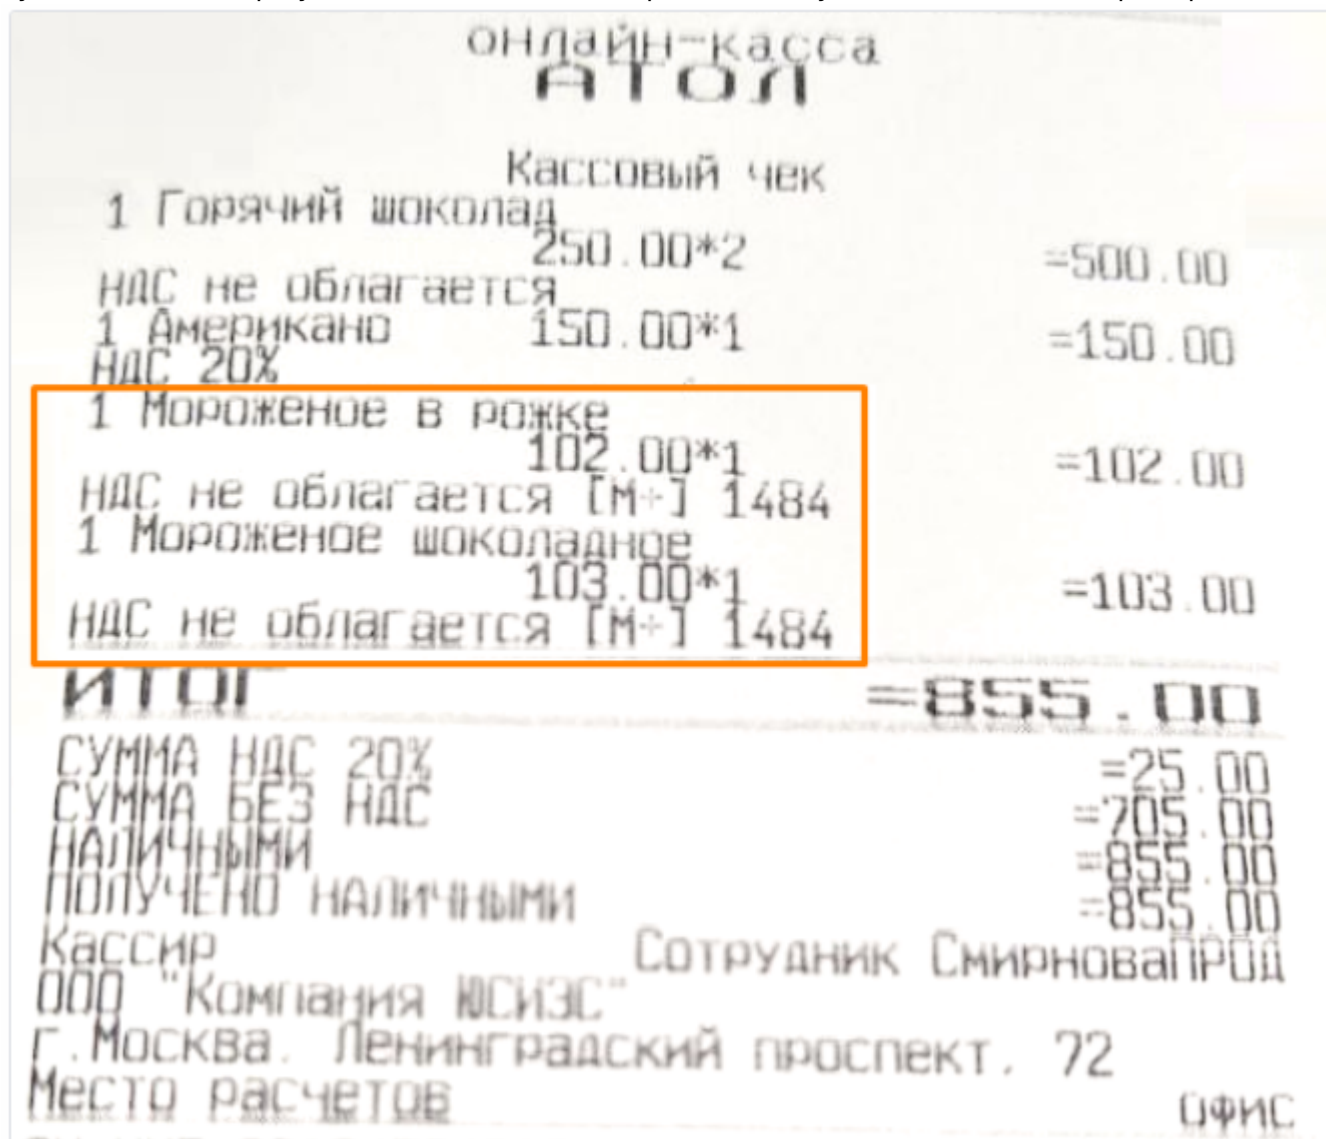 онлайн-касса
АТОЛ
Кассовый чек
1 Горячий шоколад
250.00*2 =500.00
НДС не облагается
1 Американо 150.00*1 =150.00
НДС 20%
1 Мороженое в рожке
102.00*1 =102.00
НДС не облагается [М+] 1484
1 Мороженое шоколадное
103.00*1 =103.00
НДС не облагается [М+] 1484
ИТОГ =855.00
СУММА НДС 20% =25.00
СУММА БЕЗ НДС =705.00
НАЛИЧНЫМИ =855.00
ПОЛУЧЕНО НАЛИЧНЫМИ =855.00
Кассир Сотрудник СмирноваПРОД
ООО "Компания ЮСИЭС"
г.Москва. Ленинградский проспект. 72
Место расчетов офис